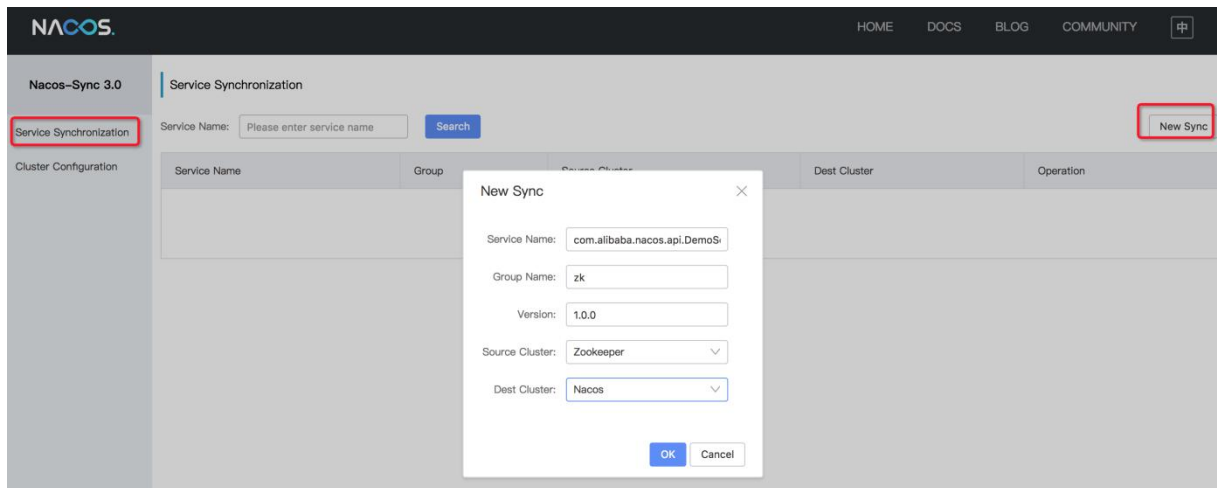 NACOS.
HOME DOCS BLOG COMMUNITY 中
Nacos-Sync 3.0
Service Synchronization
Cluster Configuration
Service Synchronization
Service Name: Please enter service name Search New Sync
Service Name Group Source Cluster Dest Cluster Operation
New Sync
Service Name: com.alibaba.nacos.api.DemoS
Group Name: zk
Version: 1.0.0
Source Cluster: Zookeeper
Dest Cluster: Nacos
OK Cancel